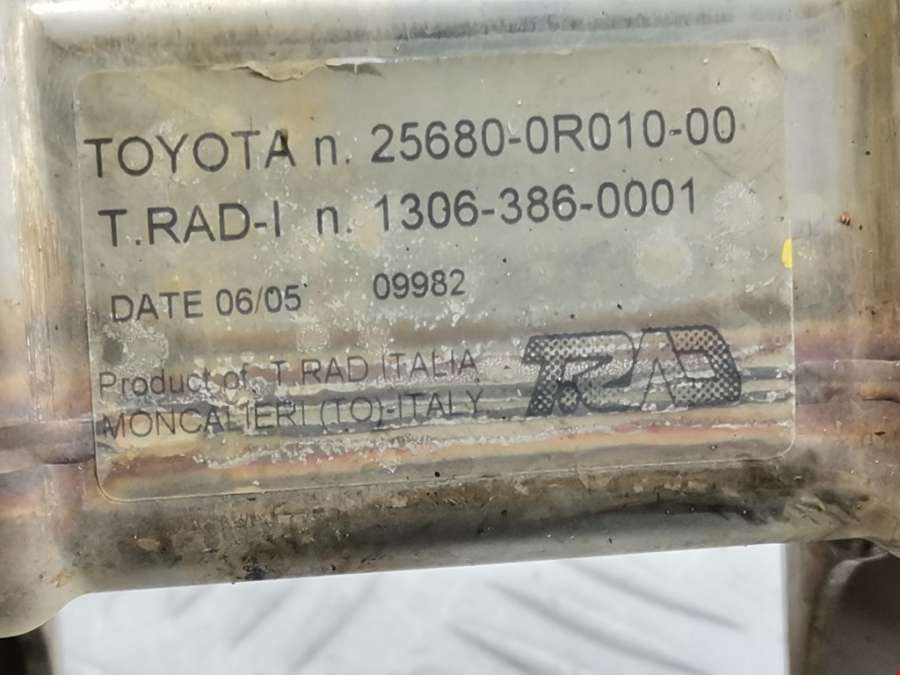 TOYOTA n. 25680-0R010-00
T.RAD-I n. 1306-386-0001
DATE 06/05 09982
Product of T.RAD ITALIA
MONCALIERI (TO)-ITALY
TRAD